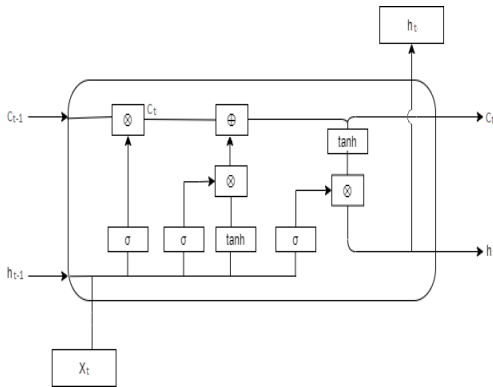 hₜ
Cₜ₋₁
⊗
Cₜ
⊕
Cₜ
tanh
⊗
⊗
σ
σ
tanh
σ
hₜ₋₁
h
Xₜ